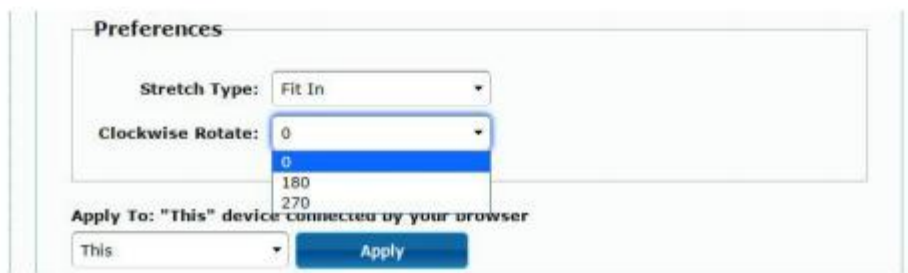 Preferences
Stretch Type: Fit In
Clockwise Rotate: 0
0
180
270
Apply To: "This" device connected by your browser
This Apply